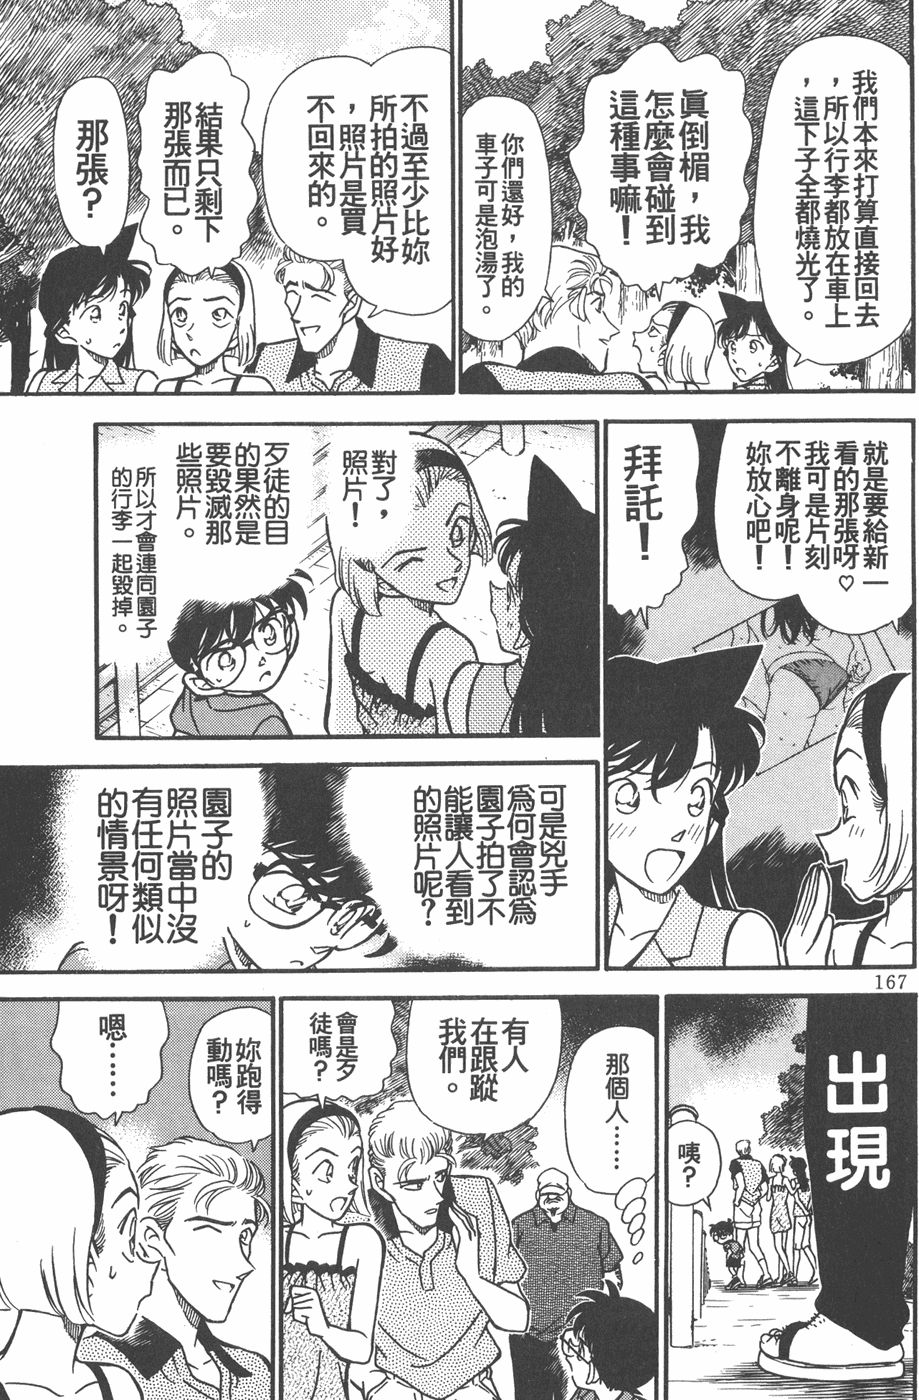 我們本來打算直接回去
，所以行李都放在車上
，這下子全都燒光了。
眞倒楣，我
怎麼會碰到
這種事嘛！
你們還好，我的
車子可是泡湯了。
不過至少比妳
所拍的照片好
，照片是買
不回來的。
結果只剩下
那張而已。
那張？
就是要給新一
看的那張呀♡
我可是片刻
不離身呢！
妳放心吧！
拜託！
對了，
照片！
歹徒的目
的果然是
要毀滅那
些照片。
所以才會連同園子
的行李一起毀掉。
可是兇手
為何會認為
園子拍了不
能讓人看到
的照片呢？
園子的
照片當中沒
有任何類似
的情景呀！
167
出現
咦？
那個人……
有人
在跟蹤
我們。
會是歹
徒嗎？
妳跑得
動嗎？
嗯……